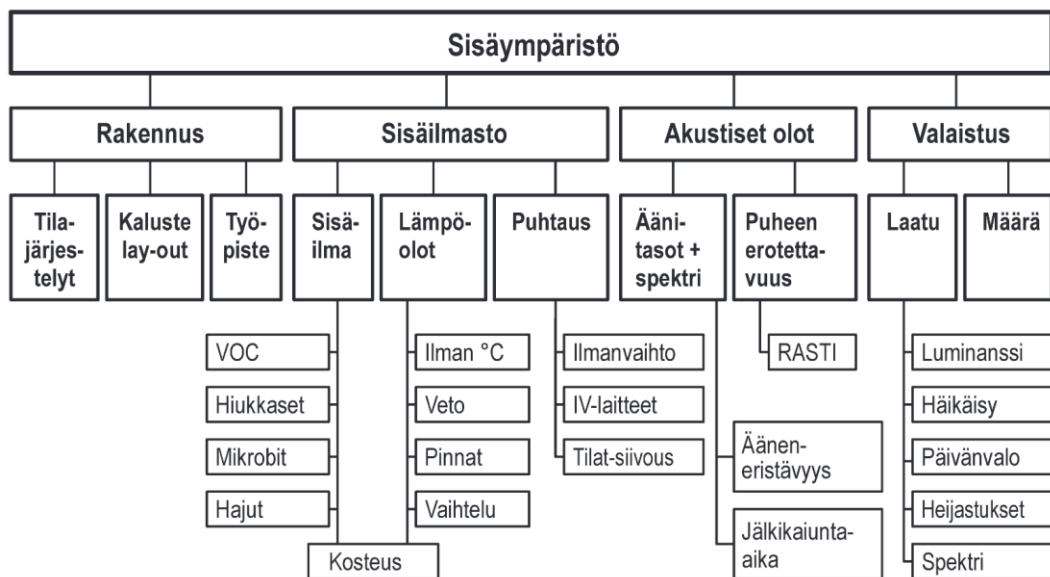 Sisäympäristö
Rakennus
Sisäilmasto
Akustiset olot
Valaistus
Tila-
järjes-
telyt
Kaluste
lay-out
Työ-
piste
Sisä-
ilma
Lämpö-
olot
Puhtaus
Ääni-
tasot +
spektri
Puheen
erotetta-
vuus
Laatu
Määrä
VOC
Hiukkaset
Mikrobit
Hajut
Kosteus
Ilman °C
Veto
Pinnat
Vaihtelu
Ilmanvaihto
IV-laitteet
Tilat-siivous
RASTI
Äänen-
eristävyys
Jälkikaiunta-
aika
Luminanssi
Häikäisy
Päivänvalo
Heijastukset
Spektri